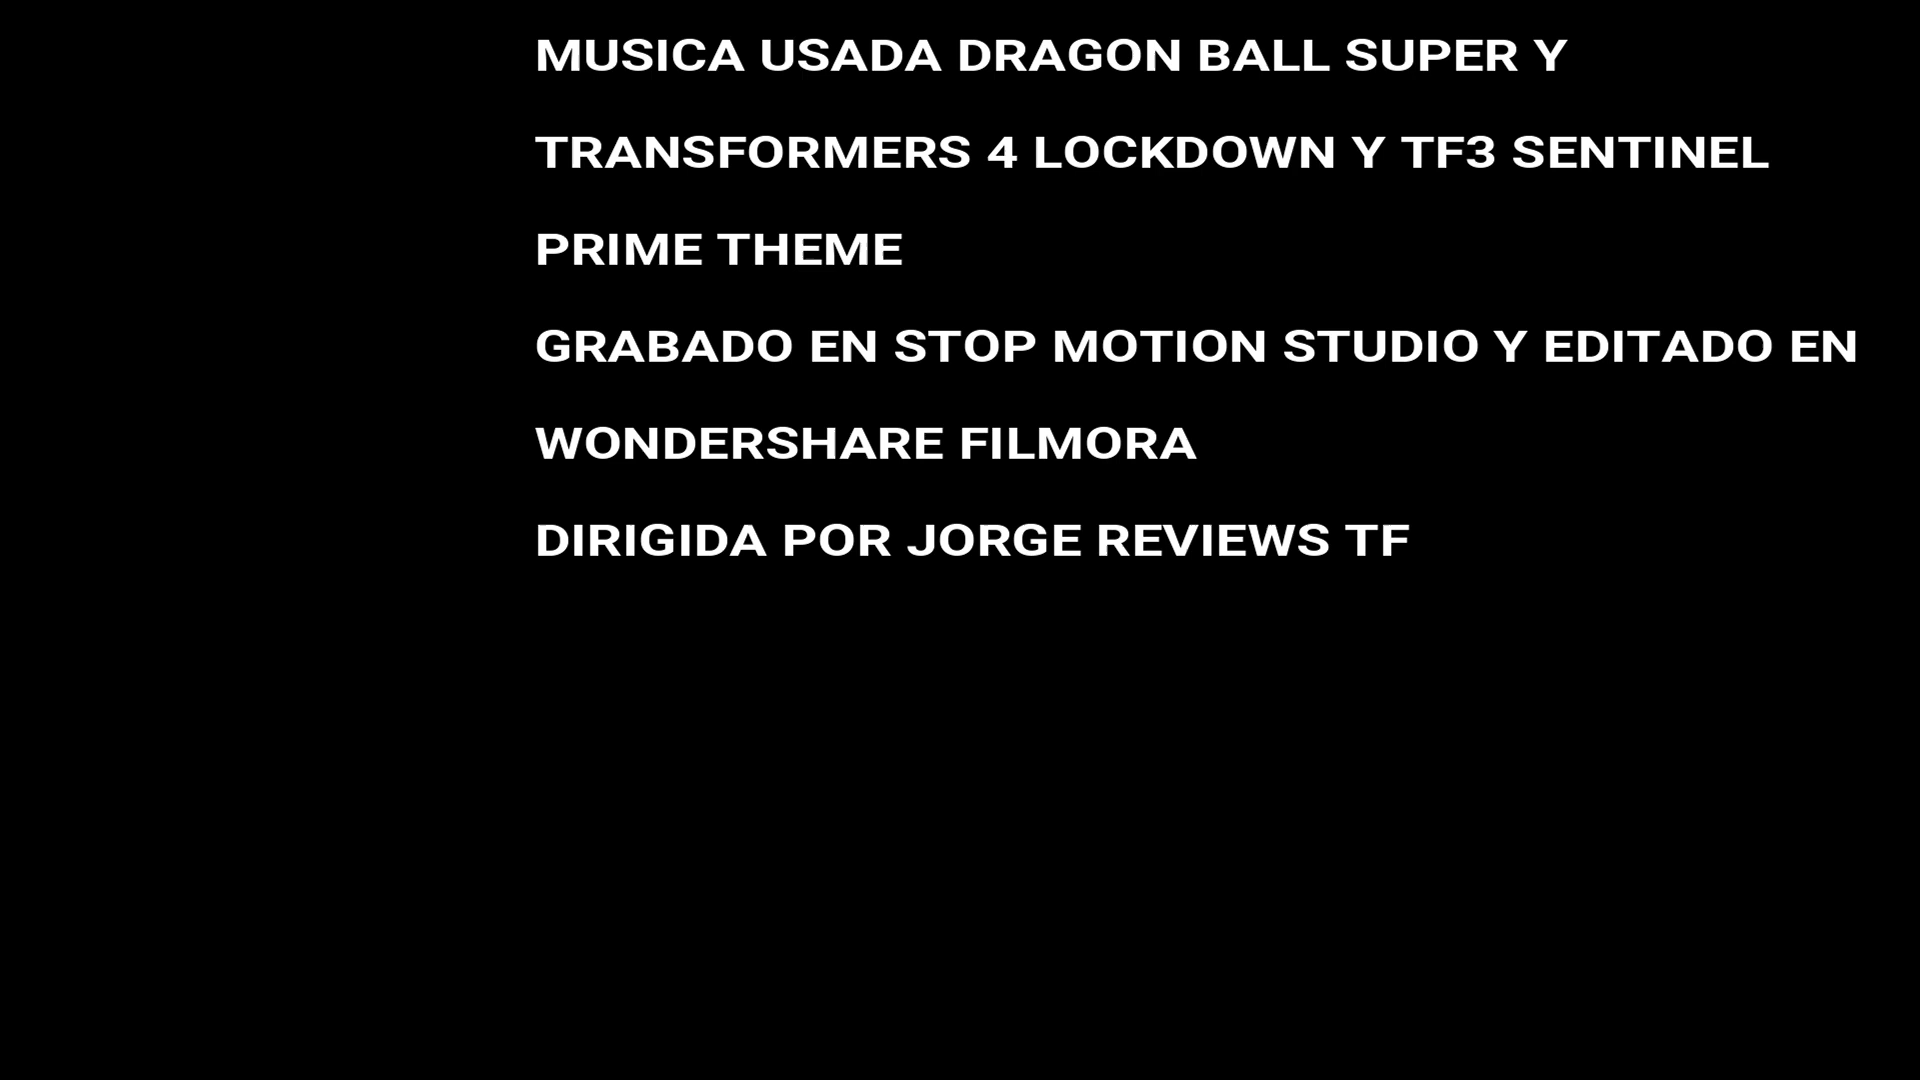 MUSICA USADA DRAGON BALL SUPER Y
TRANSFORMERS 4 LOCKDOWN Y TF3 SENTINEL
PRIME THEME
GRABADO EN STOP MOTION STUDIO Y EDITADO EN
WONDERSHARE FILMORA
DIRIGIDA POR JORGE REVIEWS TF